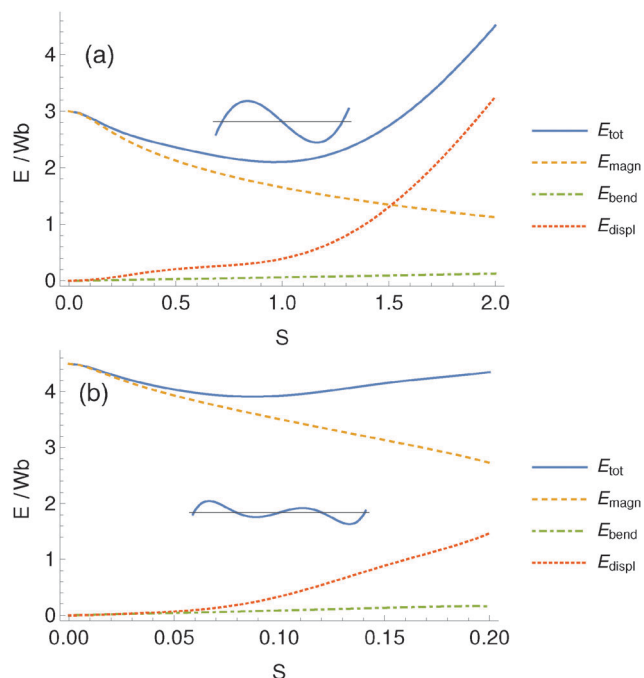 (a)
E / Wb
4
3
2
1
0
0.0 0.5 1.0 1.5 2.0
S
E_tot
E_magn
E_bend
E_displ
(b)
E / Wb
4
3
2
1
0
0.00 0.05 0.10 0.15 0.20
S
E_tot
E_magn
E_bend
E_displ